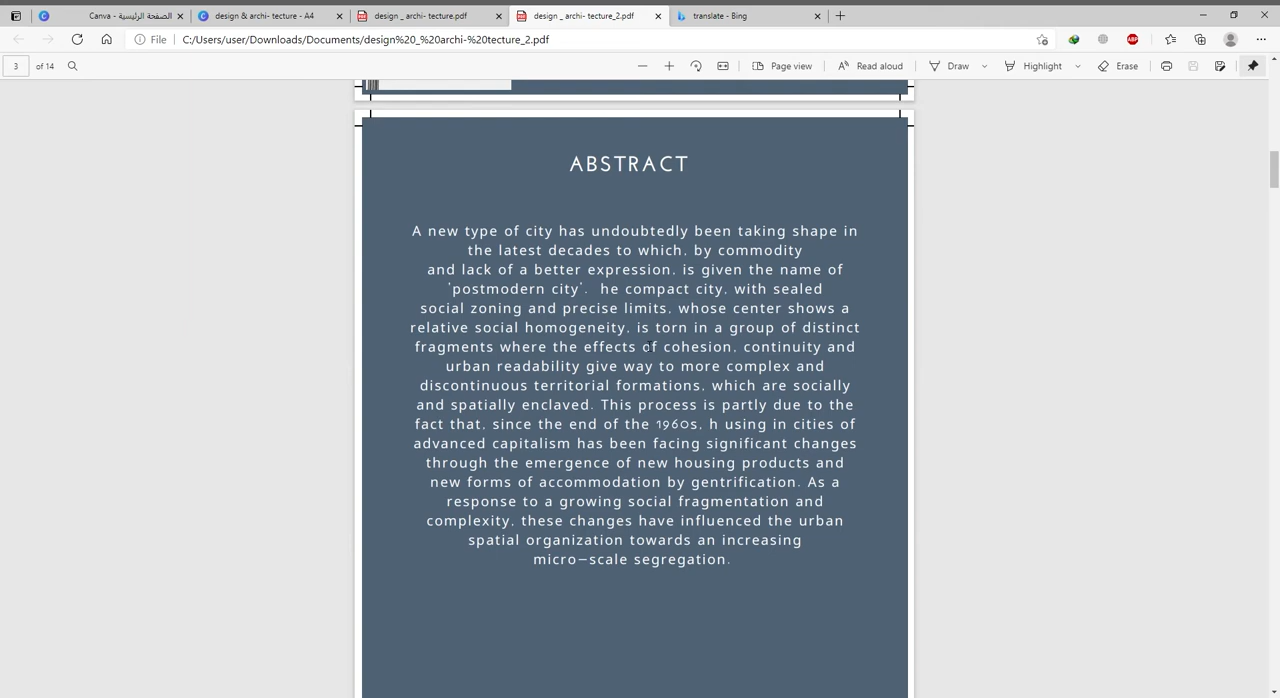 الصفحة الرئيسية - Canva
design & archi- tecture - A4
design _ archi- tecture.pdf
design _ archi- tecture_2.pdf
translate - Bing
File
C:/Users/user/Downloads/Documents/design%20_%20archi-%20tecture_2.pdf
ABP
3 of 14
Page view
Read aloud
Draw
Highlight
Erase
ABSTRACT
A new type of city has undoubtedly been taking shape in
the latest decades to which, by commodity
and lack of a better expression, is given the name of
'postmodern city'.  he compact city, with sealed
social zoning and precise limits, whose center shows a
relative social homogeneity, is torn in a group of distinct
fragments where the effects of cohesion, continuity and
urban readability give way to more complex and
discontinuous territorial formations, which are socially
and spatially enclaved. This process is partly due to the
fact that, since the end of the 1960s, h using in cities of
advanced capitalism has been facing significant changes
through the emergence of new housing products and
new forms of accommodation by gentrification. As a
response to a growing social fragmentation and
complexity, these changes have influenced the urban
spatial organization towards an increasing
micro–scale segregation.